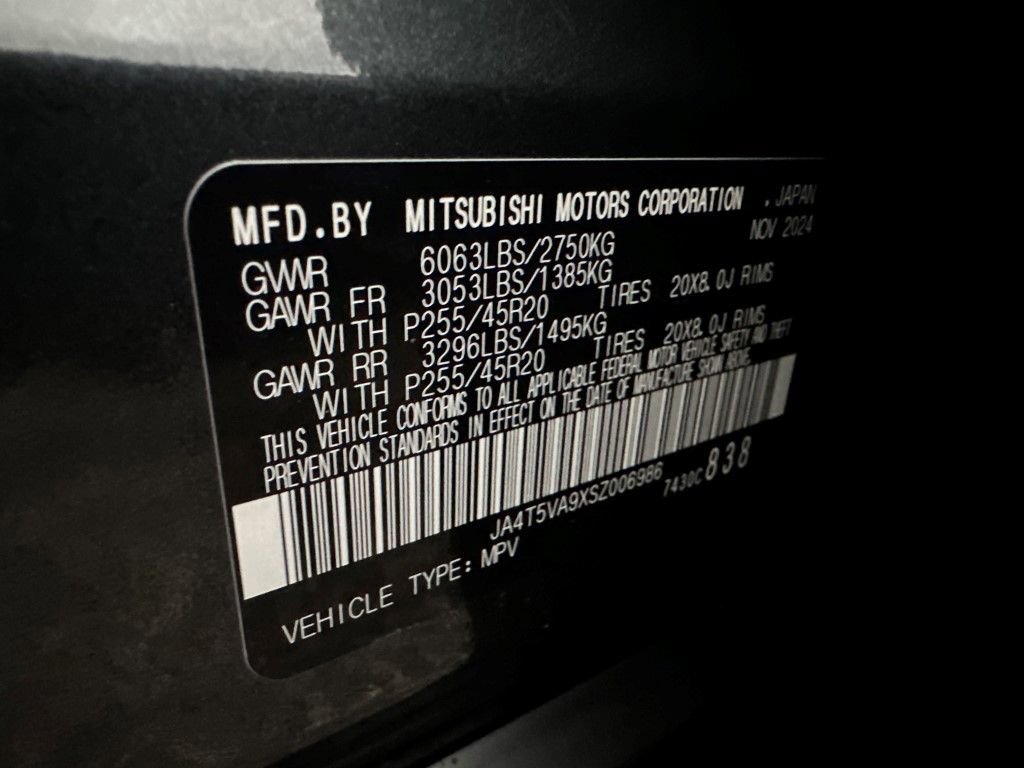 MFD.BY MITSUBISHI MOTORS CORPORATION . JAPAN
NOV 2024
GWWR 6063LBS/2750KG
GAWR FR 3053LBS/1385KG
WITH P255/45R20 TIRES 20X8.0J RIMS
GAWR RR 3296LBS/1495KG
WITH P255/45R20 TIRES 20X8.0J RIMS
THIS VEHICLE CONFORMS TO ALL APPLICABLE FEDERAL MOTOR VEHICLE SAFETY AND THEFT
PREVENTION STANDARDS IN EFFECT ON THE DATE OF MANUFACTURE SHOWN ABOVE.
JA4T5VA9XSZ006986
7430C 838
VEHICLE TYPE: MPV